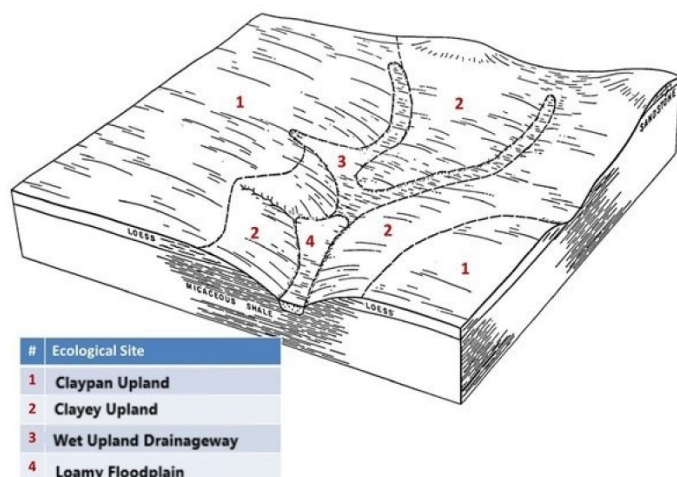 1
2
3
SANDSTONE
2
4
2
1
LOESS
MICACEOUS SHALE
LOESS
# Ecological Site
1 Claypan Upland
2 Clayey Upland
3 Wet Upland Drainageway
4 Loamy Floodplain